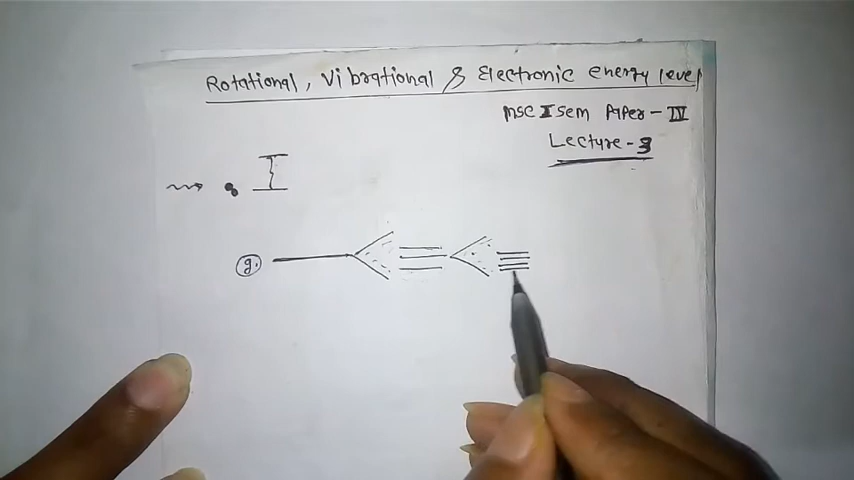 Rotational, Vibrational & Electronic energy level
MSC I sem Paper - IV
Lecture - 3
g.